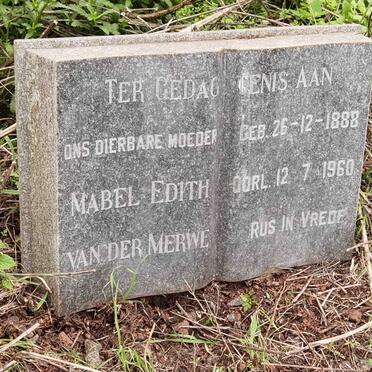 TER GEDAGTENIS AAN
ONS DIERBARE MOEDER
MABEL EDITH
VAN DER MERWE
GEB. 26-12-1888
OORL. 12-7-1960
RUS IN VREDE